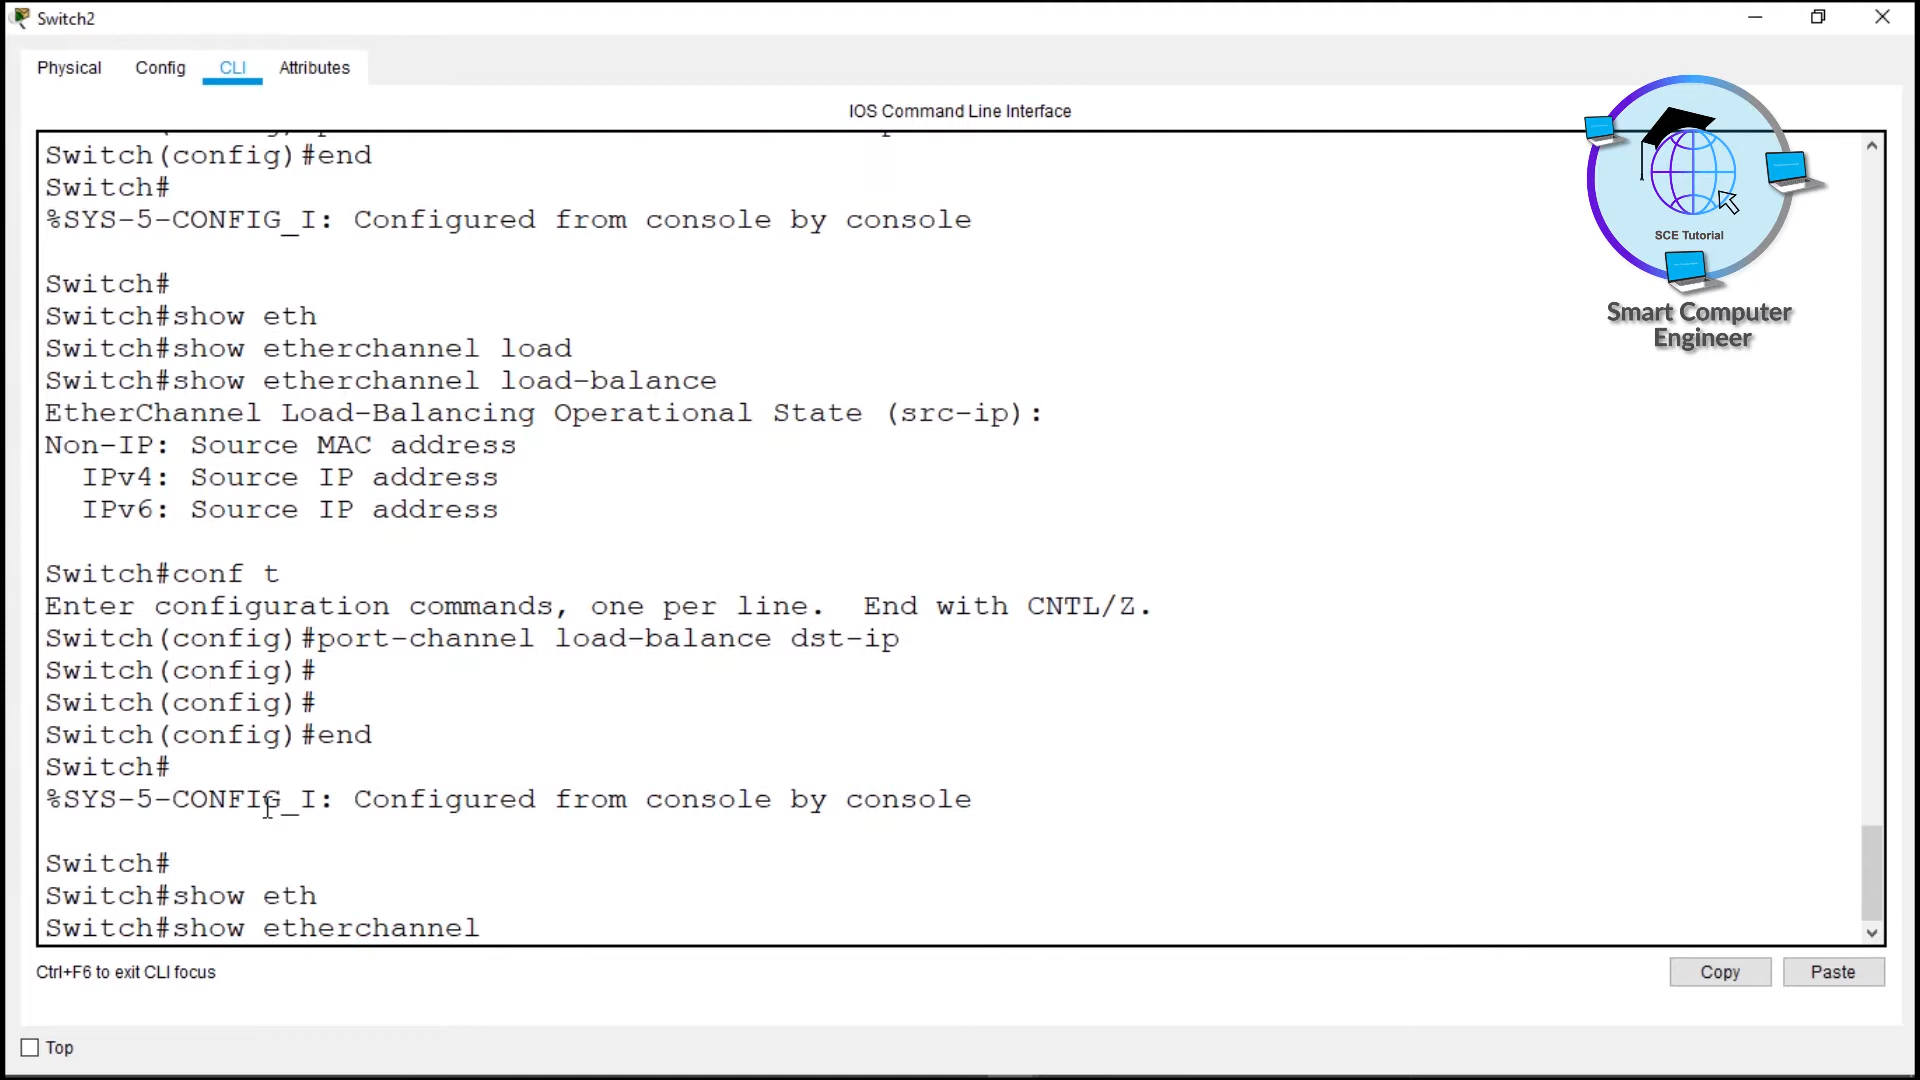 Switch2
Physical Config CLI Attributes
IOS Command Line Interface
Switch(config)#end
Switch#
%SYS-5-CONFIG_I: Configured from console by console
Switch#
Switch#show eth
Switch#show etherchannel load
Switch#show etherchannel load-balance
EtherChannel Load-Balancing Operational State (src-ip):
Non-IP: Source MAC address
IPv4: Source IP address
IPv6: Source IP address
Switch#conf t
Enter configuration commands, one per line.  End with CNTL/Z.
Switch(config)#port-channel load-balance dst-ip
Switch(config)#
Switch(config)#
Switch(config)#end
Switch#
%SYS-5-CONFIG_I: Configured from console by console
Switch#
Switch#show eth
Switch#show etherchannel
SCE Tutorial
Smart Computer
Engineer
Ctrl+F6 to exit CLI focus
Copy Paste
Top